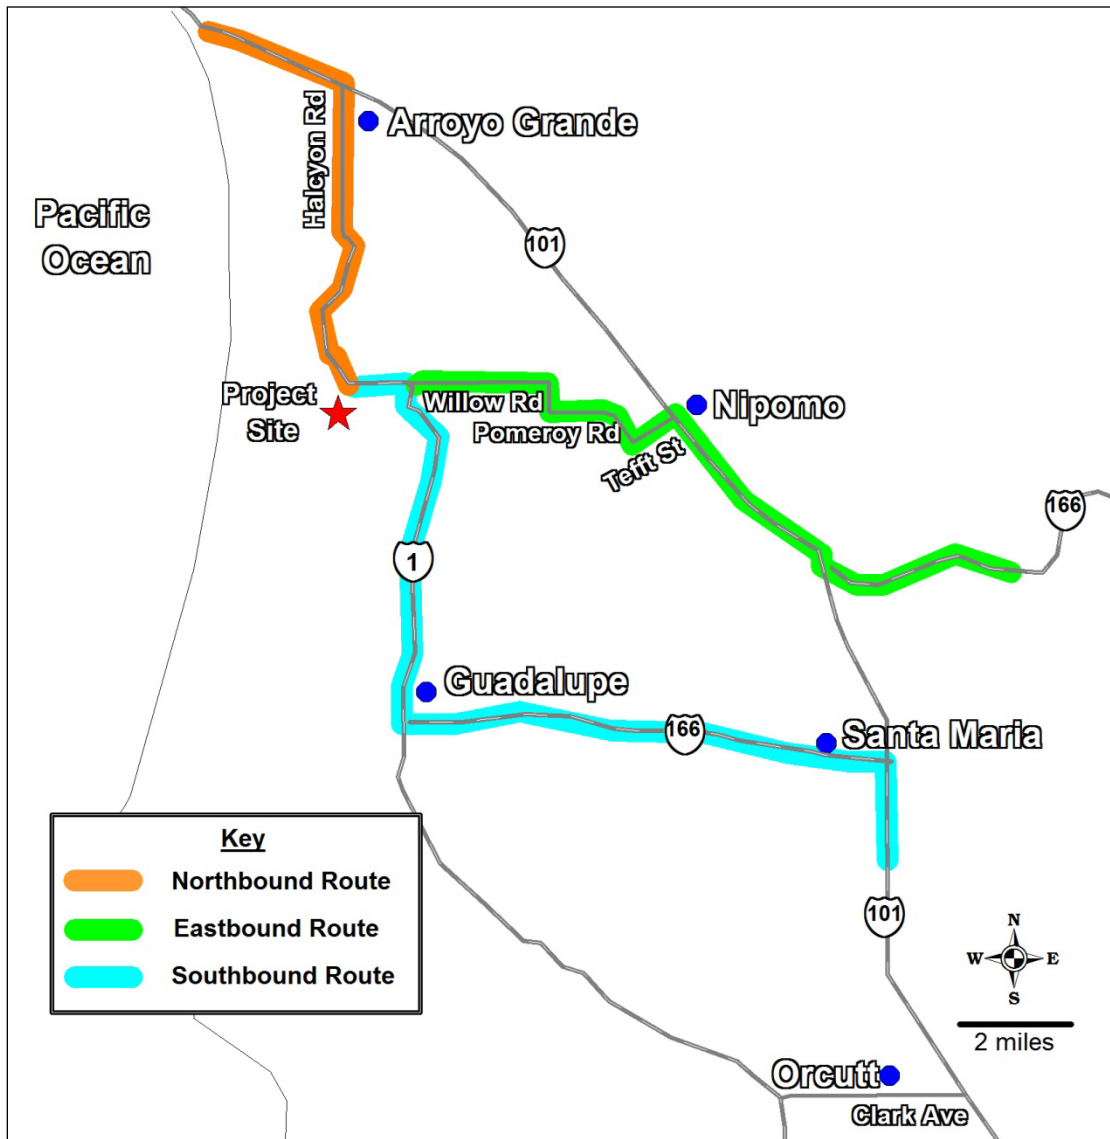 Arroyo Grande
Halcyon Rd
Pacific
Ocean
101
Project
Site
Willow Rd
Pomeroy Rd
Tefft St
Nipomo
166
1
Guadalupe
166
Santa Maria
Key
Northbound Route
Eastbound Route
Southbound Route
101
N
W E
S
2 miles
Orcutt
Clark Ave